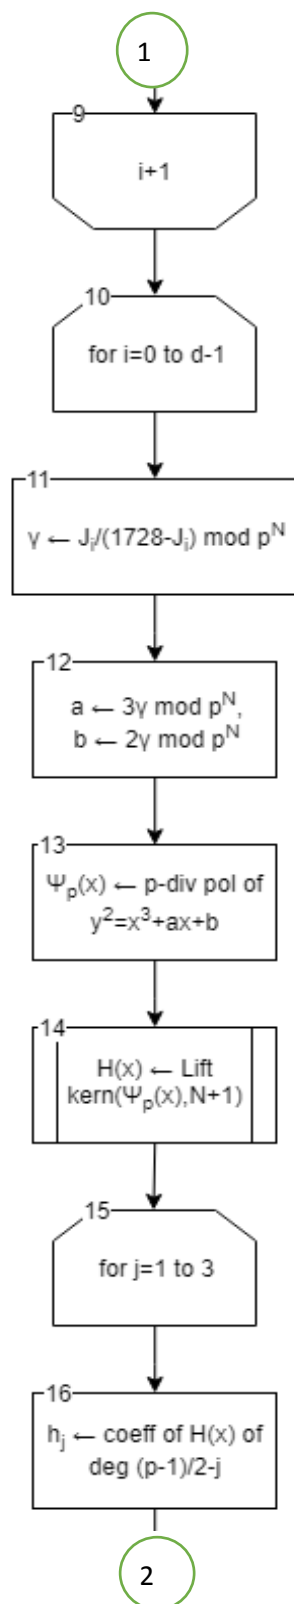 1
9
i+1
10
for i=0 to d-1
11
γ ← Jᵢ/(1728-Jᵢ) mod pᴺ
12
a ← 3γ mod pᴺ,
b ← 2γ mod pᴺ
13
Ψₚ(x) ← p-div pol of
y²=x³+ax+b
14
H(x) ← Lift
kern(Ψₚ(x),N+1)
15
for j=1 to 3
16
hⱼ ← coeff of H(x) of
deg (p-1)/2-j
2